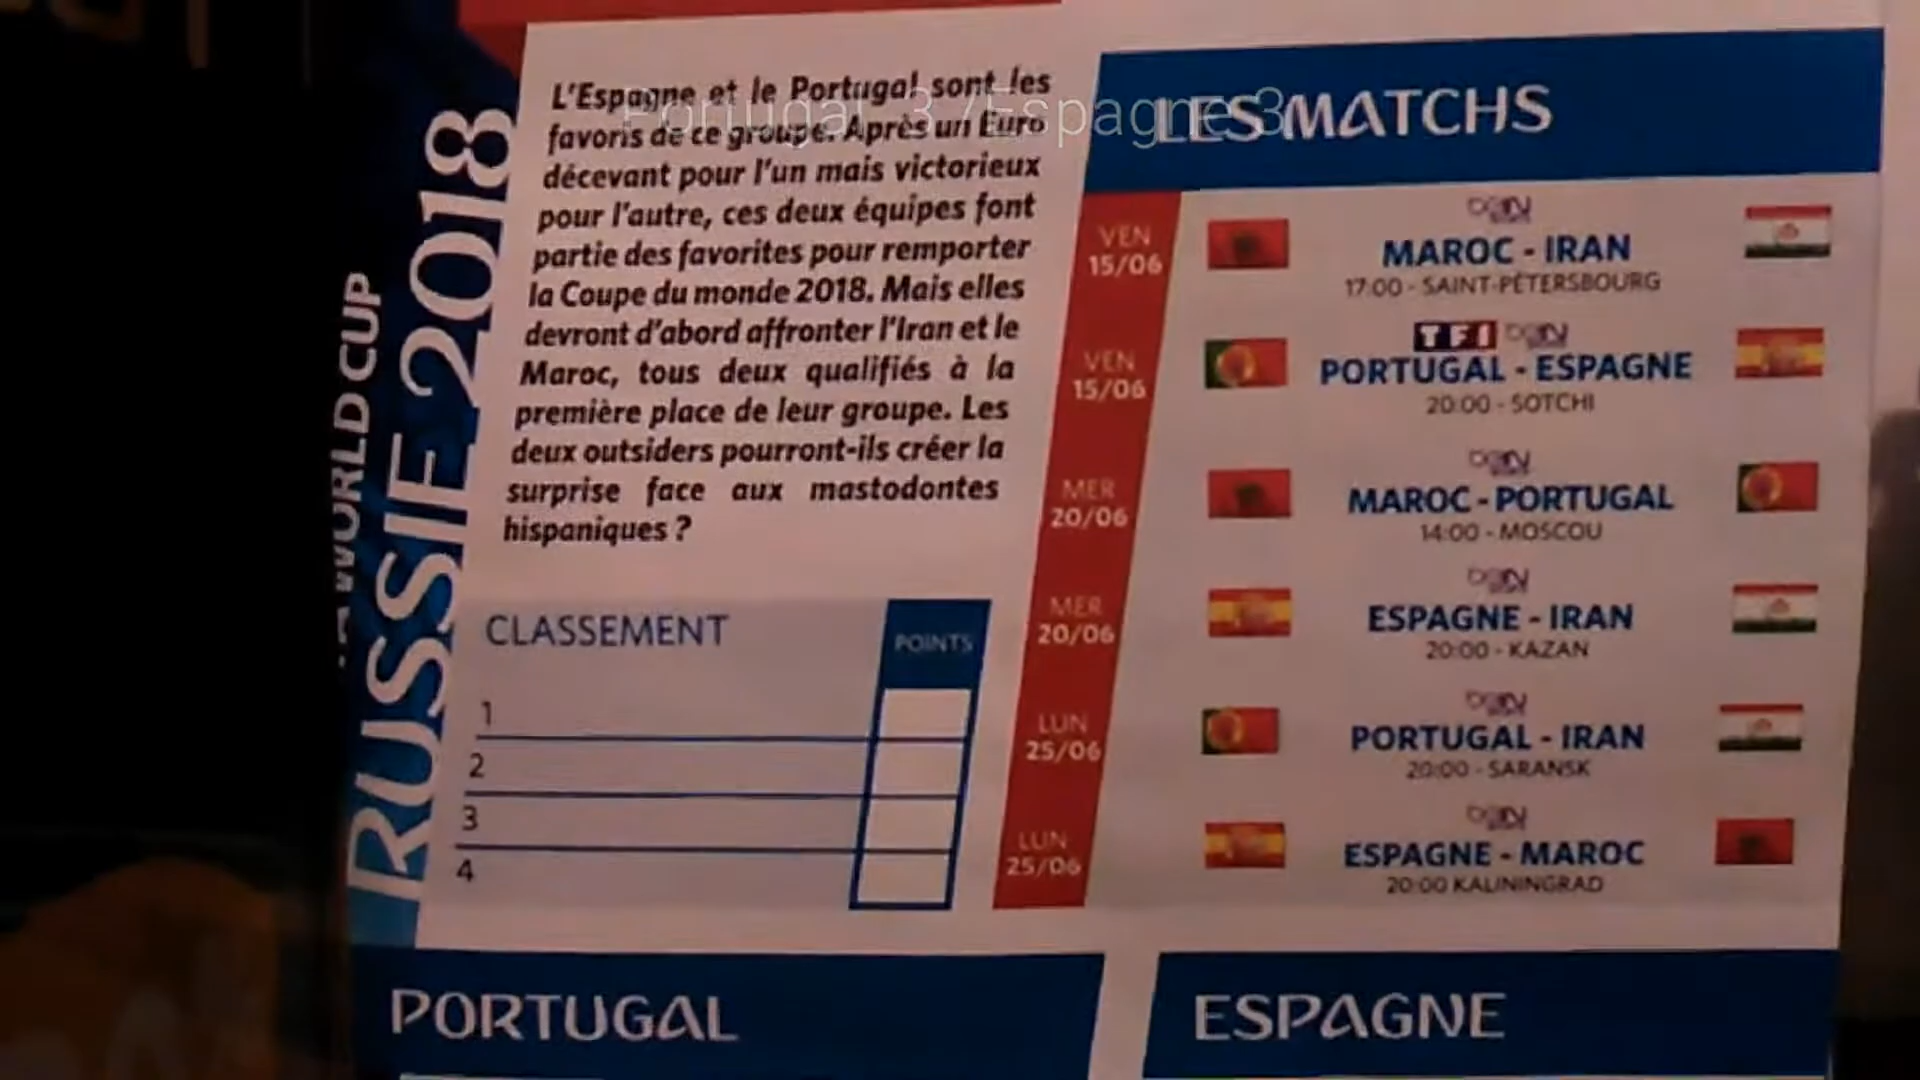 Portugal 3 / Espagne 3
WORLD CUP
RUSSIE 2018
L'Espagne et le Portugal sont les
favoris de ce groupe. Après un Euro
décevant pour l'un mais victorieux
pour l'autre, ces deux équipes font
partie des favorites pour remporter
la Coupe du monde 2018. Mais elles
devront d'abord affronter l'Iran et le
Maroc, tous deux qualifiés à la
première place de leur groupe. Les
deux outsiders pourront-ils créer la
surprise face aux mastodontes
hispaniques ?
CLASSEMENT
POINTS
1
2
3
4
LES MATCHS
VEN
15/06
beIN
MAROC - IRAN
17:00 - SAINT-PÉTERSBOURG
VEN
15/06
TF1 beIN
PORTUGAL - ESPAGNE
20:00 - SOTCHI
MER
20/06
beIN
MAROC - PORTUGAL
14:00 - MOSCOU
MER
20/06
beIN
ESPAGNE - IRAN
20:00 - KAZAN
LUN
25/06
beIN
PORTUGAL - IRAN
20:00 - SARANSK
LUN
25/06
beIN
ESPAGNE - MAROC
20:00 KALININGRAD
PORTUGAL
ESPAGNE